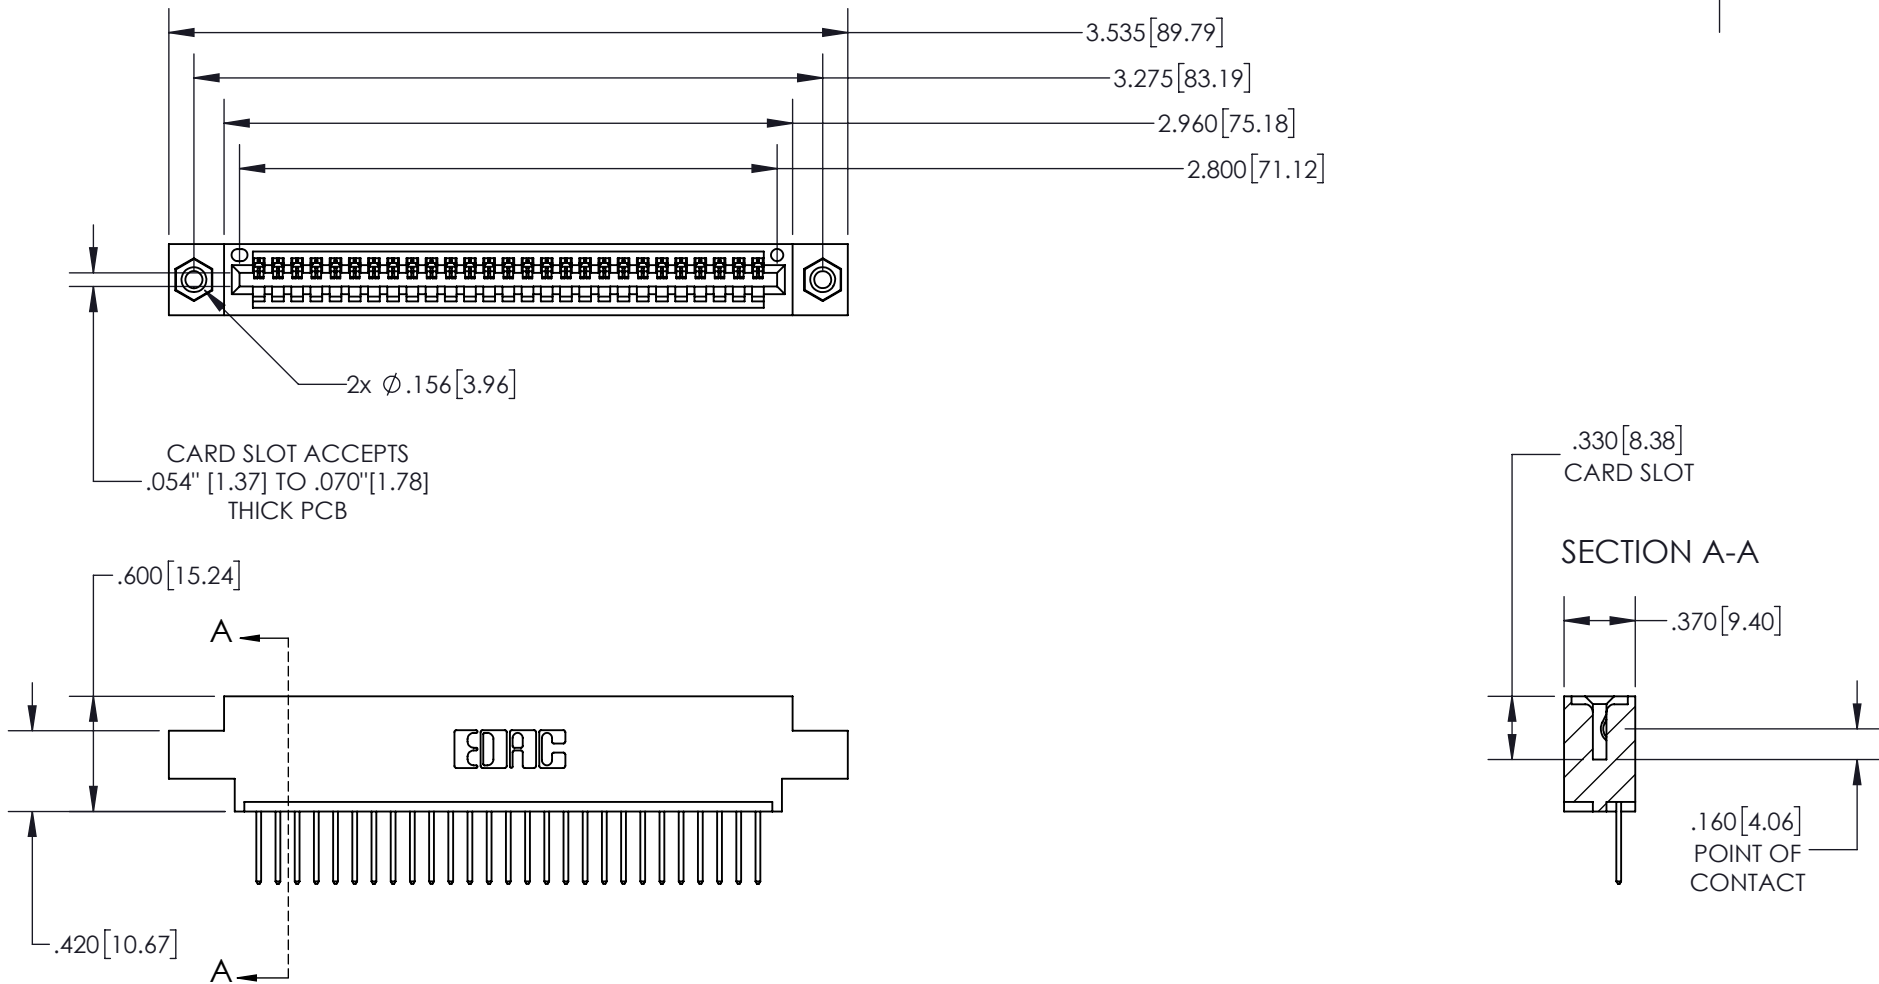 3.535[89.79]
3.275[83.19]
2.960[75.18]
2.800[71.12]
2x ∅.156[3.96]
CARD SLOT ACCEPTS
.054" [1.37] TO .070"[1.78]
THICK PCB
.330[8.38]
CARD SLOT
SECTION A-A
.600[15.24]
.370[9.40]
A
EDAC
.160[4.06]
POINT OF
CONTACT
.420[10.67]
A